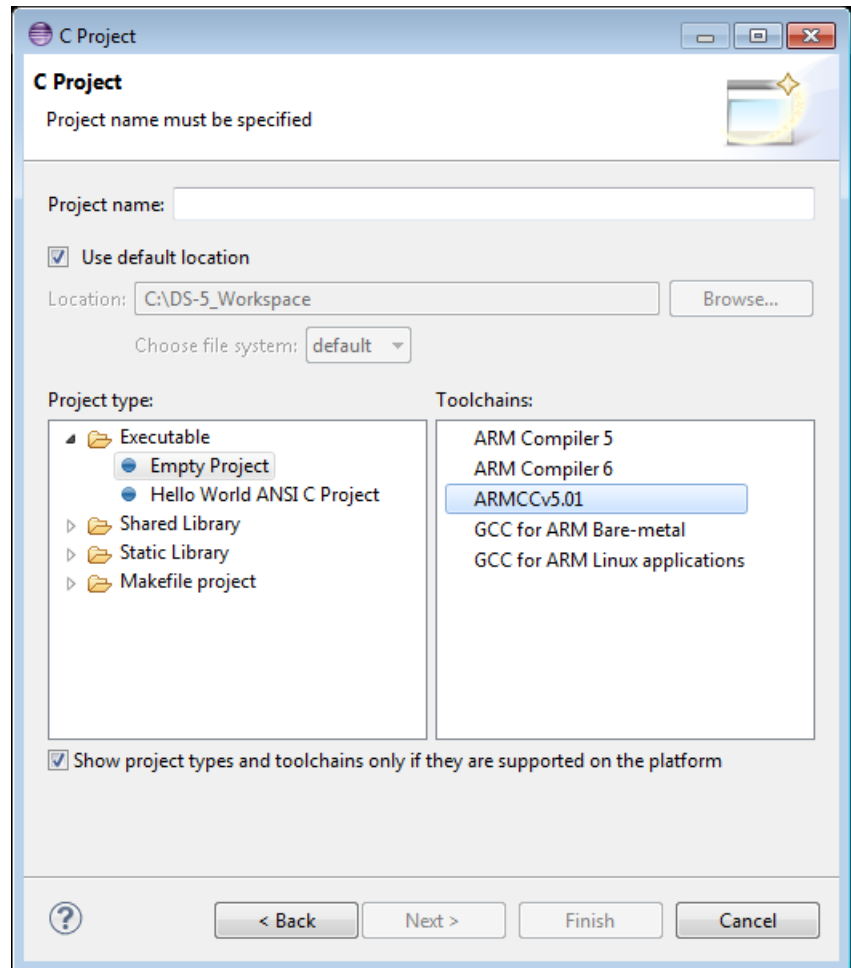 C Project
C Project
Project name must be specified
Project name:
Use default location
Location: C:\DS-5_Workspace Browse...
Choose file system: default
Project type: Toolchains:
Executable ARM Compiler 5
Empty Project ARM Compiler 6
Hello World ANSI C Project ARMCCv5.01
Shared Library GCC for ARM Bare-metal
Static Library GCC for ARM Linux applications
Makefile project
Show project types and toolchains only if they are supported on the platform
? < Back Next > Finish Cancel